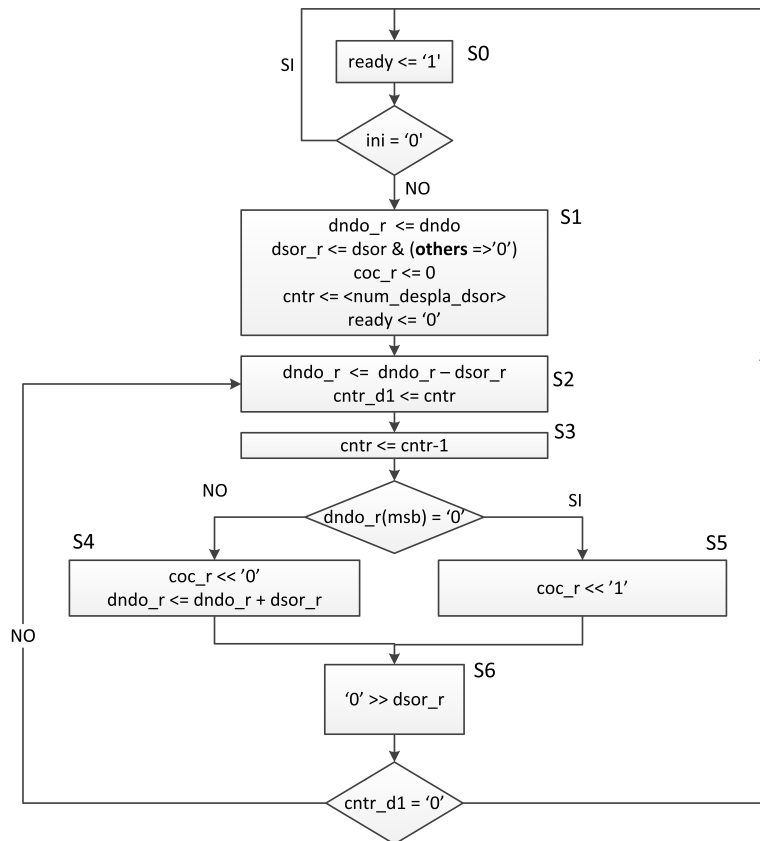 ready <= ‘1'
S0
SI
ini = ‘0'
NO
S1
dndo_r <= dndo
dsor_r <= dsor & (others =>’0’)
coc_r <= 0
cntr <= <num_despla_dsor>
ready <= ‘0’
dndo_r <= dndo_r – dsor_r
cntr_d1 <= cntr
S2
S3
cntr <= cntr-1
NO
dndo_r(msb) = ‘0’
SI
S4
S5
coc_r << ’0’
dndo_r <= dndo_r + dsor_r
coc_r << ’1’
NO
S6
‘0’ >> dsor_r
cntr_d1 = ‘0’